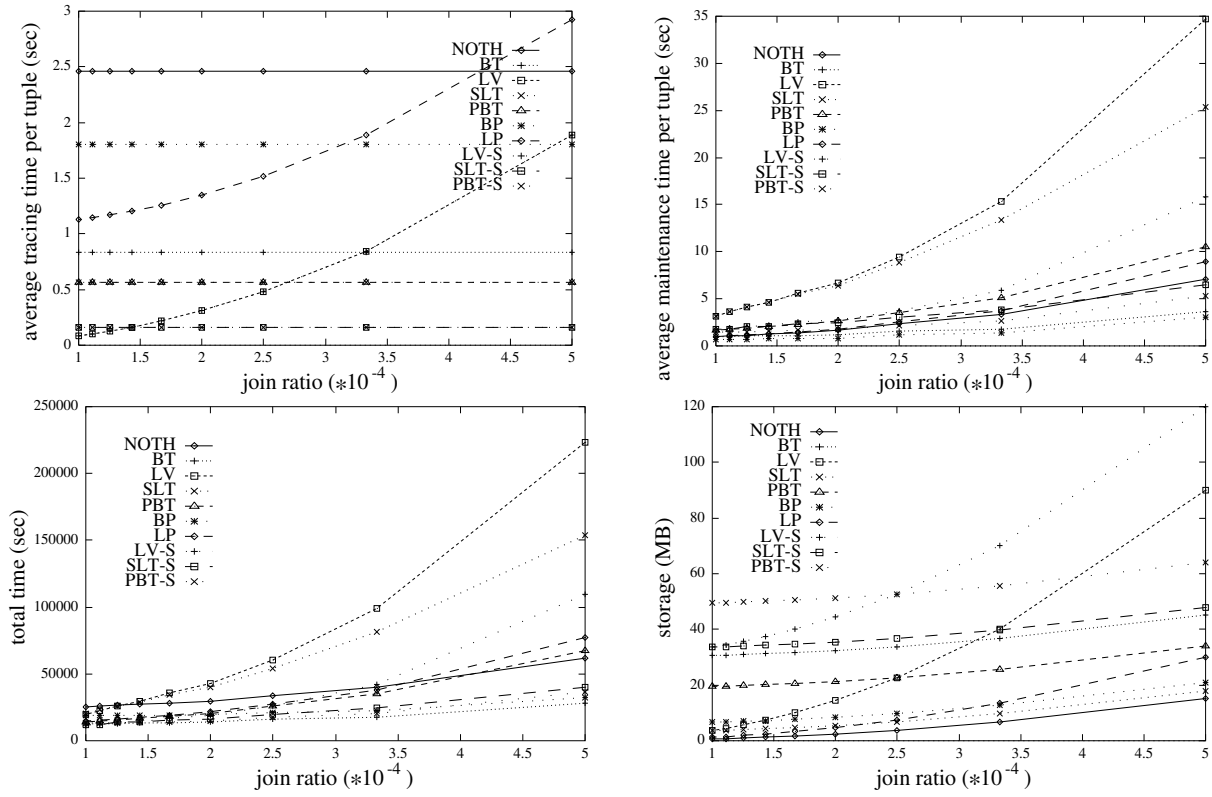 average tracing time per tuple (sec)
3
2.5
2
1.5
1
0.5
0
NOTH
BT
LV
SLT
PBT
BP
LP
LV-S
SLT-S
PBT-S
1
1.5
2
2.5
3
3.5
4
4.5
5
join ratio (*10^-4)
average maintenance time per tuple (sec)
35
30
25
20
15
10
5
0
NOTH
BT
LV
SLT
PBT
BP
LP
LV-S
SLT-S
PBT-S
1
1.5
2
2.5
3
3.5
4
4.5
5
join ratio (*10^-4)
total time (sec)
250000
200000
150000
100000
50000
0
NOTH
BT
LV
SLT
PBT
BP
LP
LV-S
SLT-S
PBT-S
1
1.5
2
2.5
3
3.5
4
4.5
5
join ratio (*10^-4)
storage (MB)
120
100
80
60
40
20
0
NOTH
BT
LV
SLT
PBT
BP
LP
LV-S
SLT-S
PBT-S
1
1.5
2
2.5
3
3.5
4
4.5
5
join ratio (*10^-4)